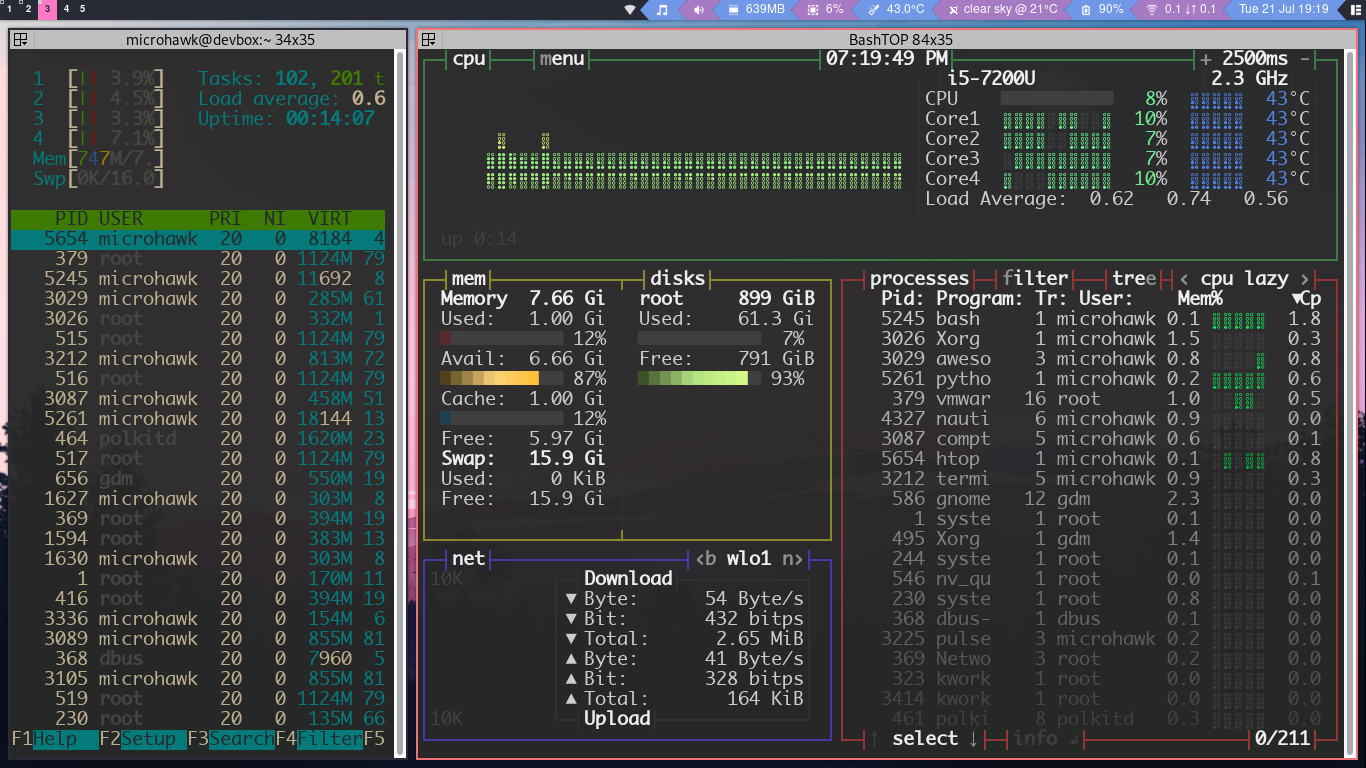 1 2 3 4 5 639MB 6% 43.0°C clear sky @ 21°C 90% 0.1 ↓↑ 0.1 Tue 21 Jul 19:19
microhawk@devbox:~ 34x35
1 [|| 3.9%] Tasks: 102, 201 t
2 [|| 4.5%] Load average: 0.6
3 [|| 3.3%] Uptime: 00:14:07
4 [|| 7.1%]
Mem[747M/7.]
Swp[0K/16.0]
PID USER PRI NI VIRT
5654 microhawk 20 0 8184 4
379 root 20 0 1124M 79
5245 microhawk 20 0 11692 8
3029 microhawk 20 0 285M 61
3026 root 20 0 332M 1
515 root 20 0 1124M 79
3212 microhawk 20 0 813M 72
516 root 20 0 1124M 79
3087 microhawk 20 0 458M 51
5261 microhawk 20 0 18144 13
464 polkitd 20 0 1620M 23
517 root 20 0 1124M 79
656 gdm 20 0 550M 19
1627 microhawk 20 0 303M 8
369 root 20 0 394M 19
1594 root 20 0 383M 13
1630 microhawk 20 0 303M 8
1 root 20 0 170M 11
416 root 20 0 394M 19
3336 microhawk 20 0 154M 6
3089 microhawk 20 0 855M 81
368 dbus 20 0 7960 5
3105 microhawk 20 0 855M 81
519 root 20 0 1124M 79
230 root 20 0 135M 66
F1Help F2Setup F3SearchF4FilterF5
BashTOP 84x35
cpu menu 07:19:49 PM + 2500ms -
i5-7200U 2.3 GHz
CPU 8% 43°C
Core1 10% 43°C
Core2 7% 43°C
Core3 7% 43°C
Core4 10% 43°C
Load Average: 0.62 0.74 0.56
up 0:14
mem disks
Memory 7.66 Gi root 899 GiB
Used: 1.00 Gi Used: 61.3 Gi
12% 7%
Avail: 6.66 Gi Free: 791 GiB
87% 93%
Cache: 1.00 Gi
12%
Free: 5.97 Gi
Swap: 15.9 Gi
Used: 0 KiB
Free: 15.9 Gi
net <b wlo1 n>
10K Download
▼ Byte: 54 Byte/s
▼ Bit: 432 bitps
▼ Total: 2.65 MiB
▲ Byte: 41 Byte/s
▲ Bit: 328 bitps
▲ Total: 164 KiB
10K Upload
processes filter tree ‹ cpu lazy ›
Pid: Program: Tr: User: Mem% ▼Cp
5245 bash 1 microhawk 0.1 1.8
3026 Xorg 1 microhawk 1.5 0.3
3029 aweso 3 microhawk 0.8 0.8
5261 pytho 1 microhawk 0.2 0.6
379 vmwar 16 root 1.0 0.5
4327 nauti 6 microhawk 0.9 0.0
3087 compt 5 microhawk 0.6 0.1
5654 htop 1 microhawk 0.1 0.8
3212 termi 5 microhawk 0.9 0.3
586 gnome 12 gdm 2.3 0.0
1 syste 1 root 0.1 0.0
495 Xorg 1 gdm 1.4 0.0
244 syste 1 root 0.1 0.0
546 nv_qu 1 root 0.0 0.1
230 syste 1 root 0.8 0.0
368 dbus- 1 dbus 0.1 0.0
3225 pulse 3 microhawk 0.2 0.0
369 Netwo 3 root 0.2 0.0
323 kwork 1 root 0.0 0.0
3414 kwork 1 root 0.0 0.0
461 polki 8 polkitd 0.3 0.0
↑ select ↓ info ↲ 0/211